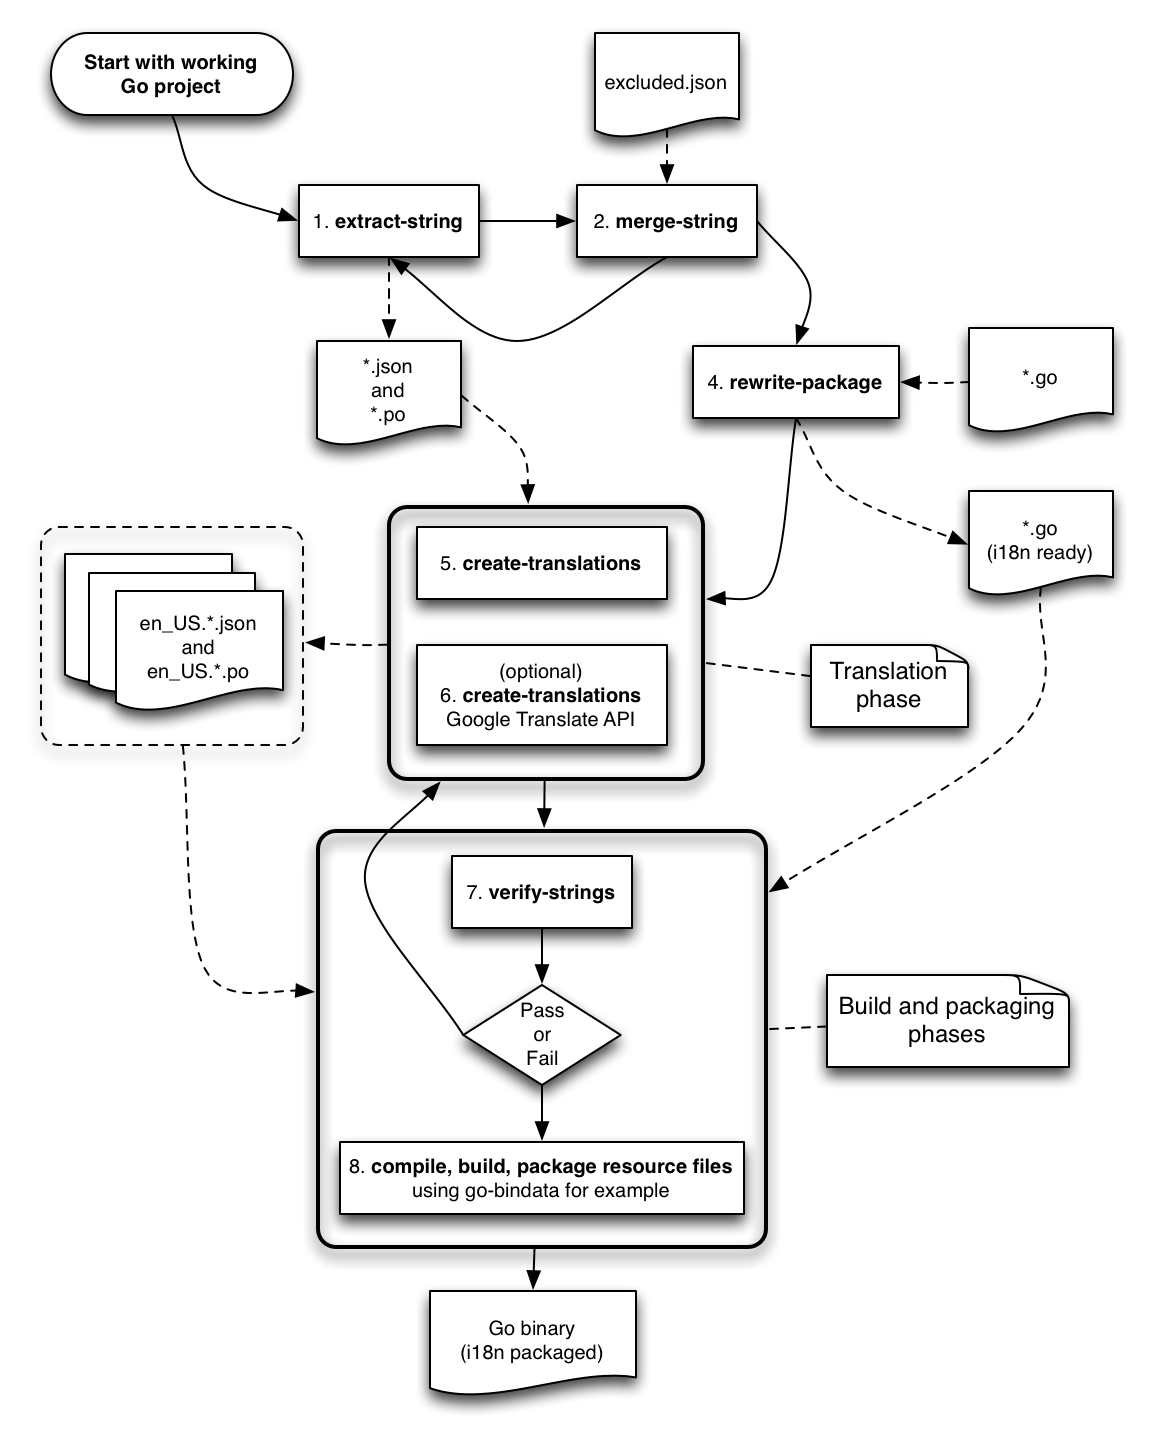 Start with working
Go project
excluded.json
1. extract-string
2. merge-string
*.json
and
*.po
4. rewrite-package
*.go
*.go
(i18n ready)
5. create-translations
en_US.*.json
and
en_US.*.po
(optional)
6. create-translations
Google Translate API
Translation
phase
7. verify-strings
Pass
or
Fail
Build and packaging
phases
8. compile, build, package resource files
using go-bindata for example
Go binary
(i18n packaged)